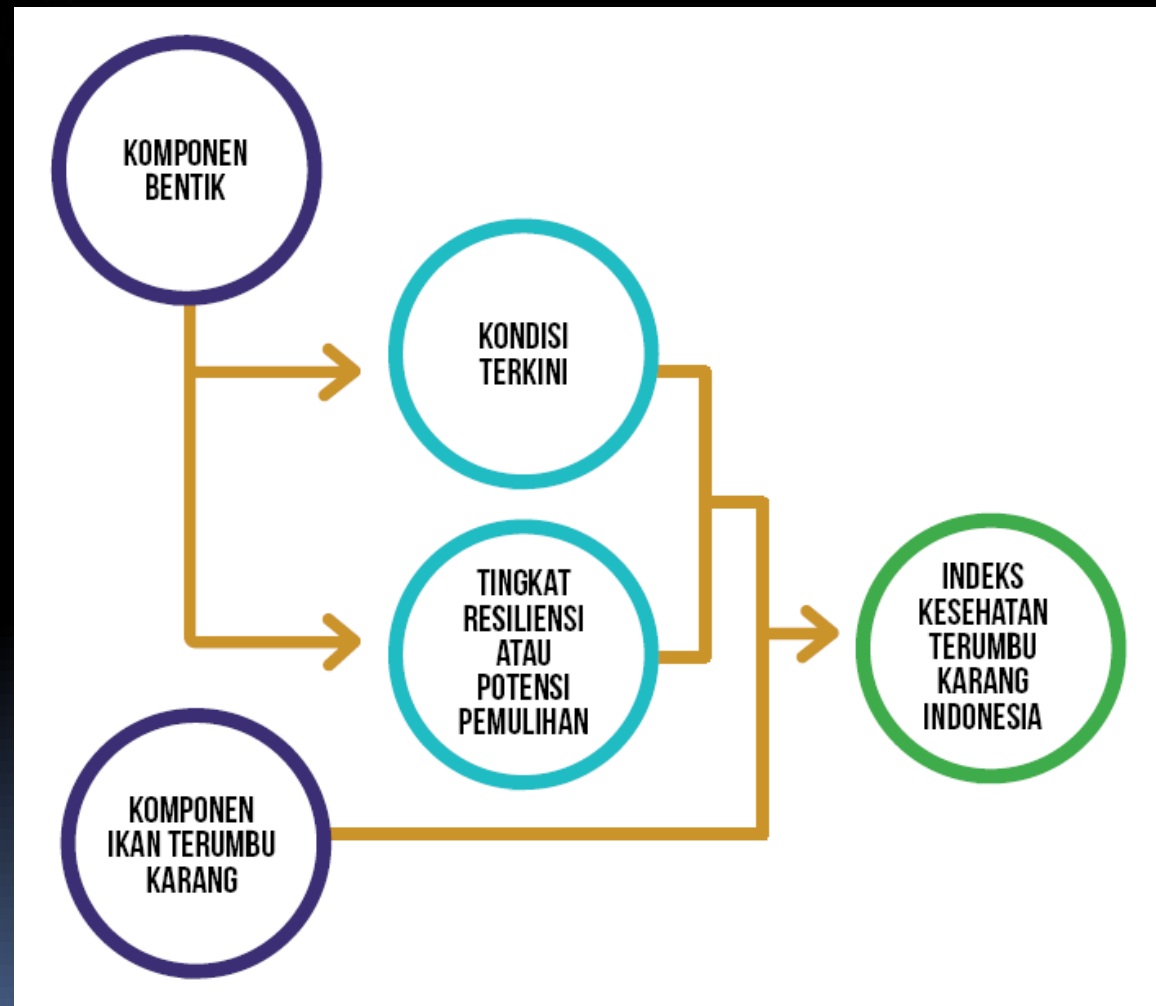 KOMPONEN
BENTIK
KONDISI
TERKINI
TINGKAT
RESILIENSI
ATAU
POTENSI
PEMULIHAN
INDEKS
KESEHATAN
TERUMBU
KARANG
INDONESIA
KOMPONEN
IKAN TERUMBU
KARANG